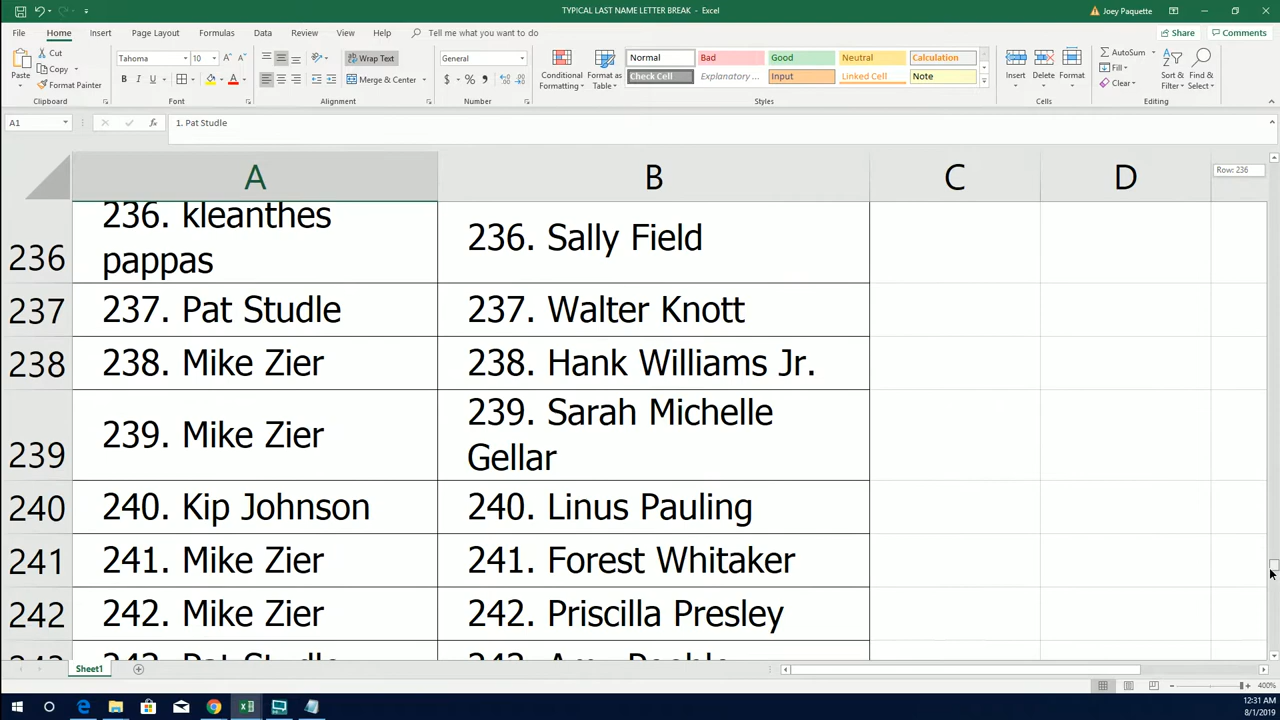 TYPICAL LAST NAME LETTER BREAK - Excel
Joey Paquette
File Home Insert Page Layout Formulas Data Review View Help Tell me what you want to do
Share Comments
Paste
Cut
Copy
Format Painter
Clipboard
Tahoma 10
B I U
Font
Wrap Text
Merge & Center
Alignment
General
$ %
Number
Conditional Formatting
Format as Table
Normal Bad Good Neutral Calculation
Check Cell Explanatory ... Input Linked Cell Note
Styles
Insert Delete Format
Cells
AutoSum
Fill
Clear
Sort & Filter
Find & Select
Editing
A1
1. Pat Studle
A B C D
Row: 236
236 236. kleanthes pappas 236. Sally Field
237 237. Pat Studle 237. Walter Knott
238 238. Mike Zier 238. Hank Williams Jr.
239 239. Mike Zier 239. Sarah Michelle Gellar
240 240. Kip Johnson 240. Linus Pauling
241 241. Mike Zier 241. Forest Whitaker
242 242. Mike Zier 242. Priscilla Presley
Sheet1
400%
12:31 AM
8/1/2019